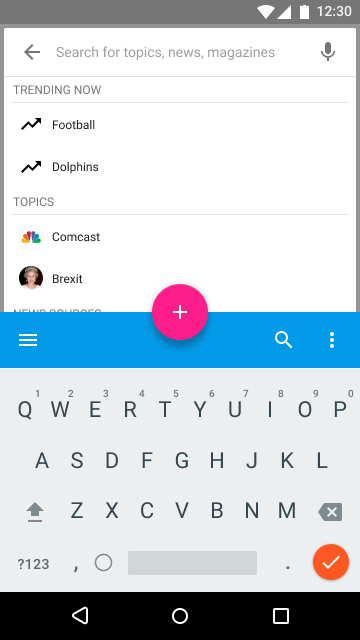 12:30
Search for topics, news, magazines
TRENDING NOW
Football
Dolphins
TOPICS
Comcast
Brexit
NEWS SOURCES
1 2 3 4 5 6 7 8 9 0
Q W E R T Y U I O P
A S D F G H J K L
Z X C V B N M
?123 , .